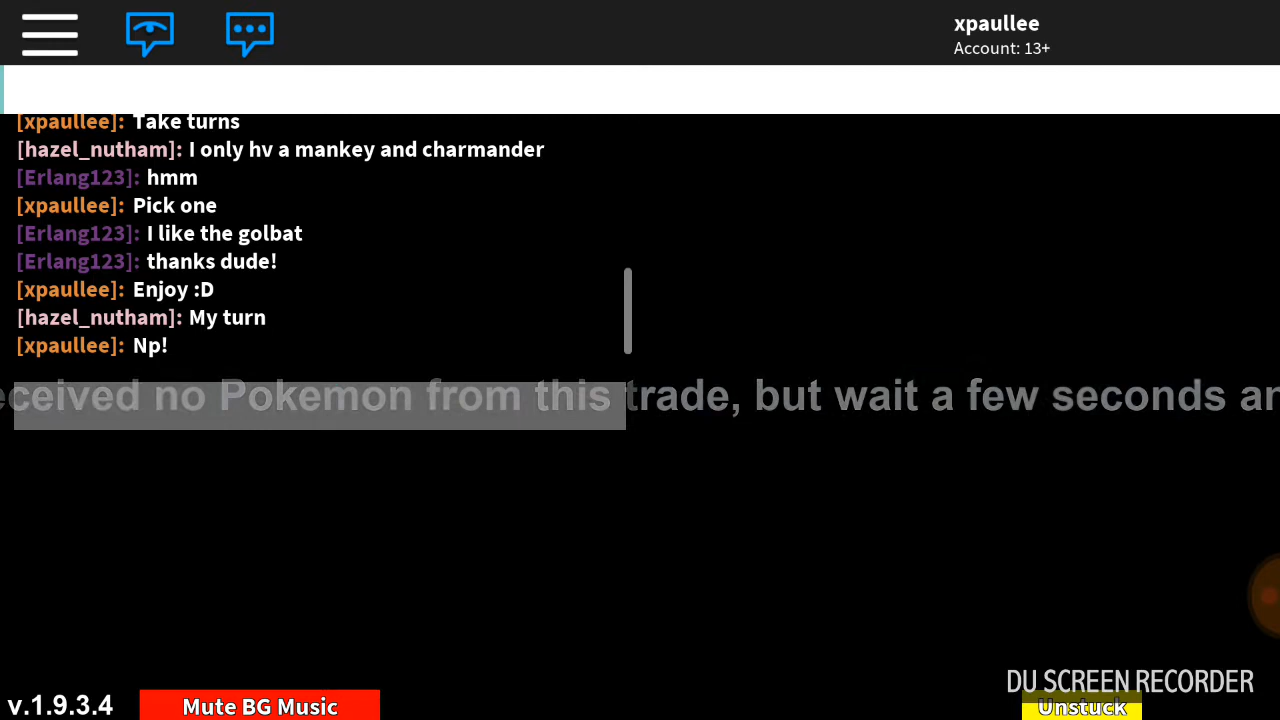 xpaullee
Account: 13+
[xpaullee]: Take turns
[hazel_nutham]: I only hv a mankey and charmander
[Erlang123]: hmm
[xpaullee]: Pick one
[Erlang123]: I like the golbat
[Erlang123]: thanks dude!
[xpaullee]: Enjoy :D
[hazel_nutham]: My turn
[xpaullee]: Np!
ceived no Pokemon from this trade, but wait a few seconds an
DU SCREEN RECORDER
v.1.9.3.4
Mute BG Music
Unstuck